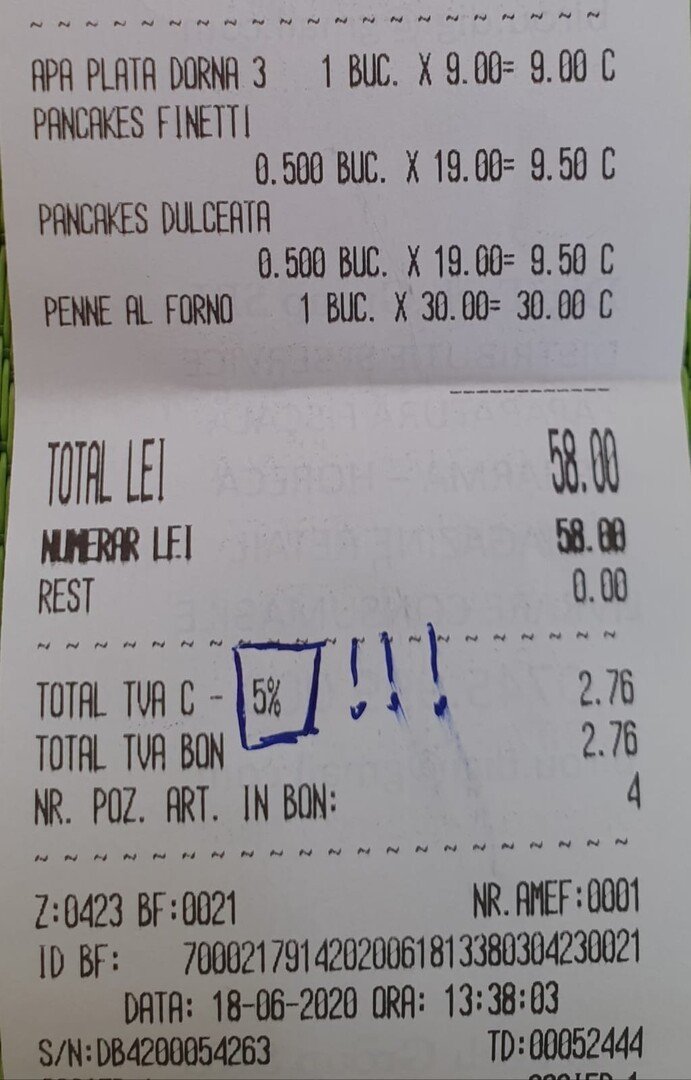 ~ ~ ~ ~ ~ ~ ~ ~ ~ ~ ~ ~ ~ ~ ~ ~ ~ ~ ~ ~
APA PLATA DORNA 3 1 BUC. X 9.00= 9.00 C
PANCAKES FINETTI
0.500 BUC. X 19.00= 9.50 C
PANCAKES DULCEATA
0.500 BUC. X 19.00= 9.50 C
PENNE AL FORNO 1 BUC. X 30.00= 30.00 C
TOTAL LEI 58.00
NUMERAR LEI 58.00
REST 0.00
~ ~ ~ ~ ~ ~ ~ ~ ~ ~ ~ ~ ~ ~ ~ ~ ~ ~ ~ ~
TOTAL TVA C - 5% !!! 2.76
TOTAL TVA BON 2.76
NR. POZ. ART. IN BON: 4
~ ~ ~ ~ ~ ~ ~ ~ ~ ~ ~ ~ ~ ~ ~ ~ ~ ~ ~ ~
Z:0423 BF:0021 NR.AMEF:0001
ID BF: 7000217914202006181338030423​0021
DATA: 18-06-2020 ORA: 13:38:03
S/N:DB4200054263 TD:00052444